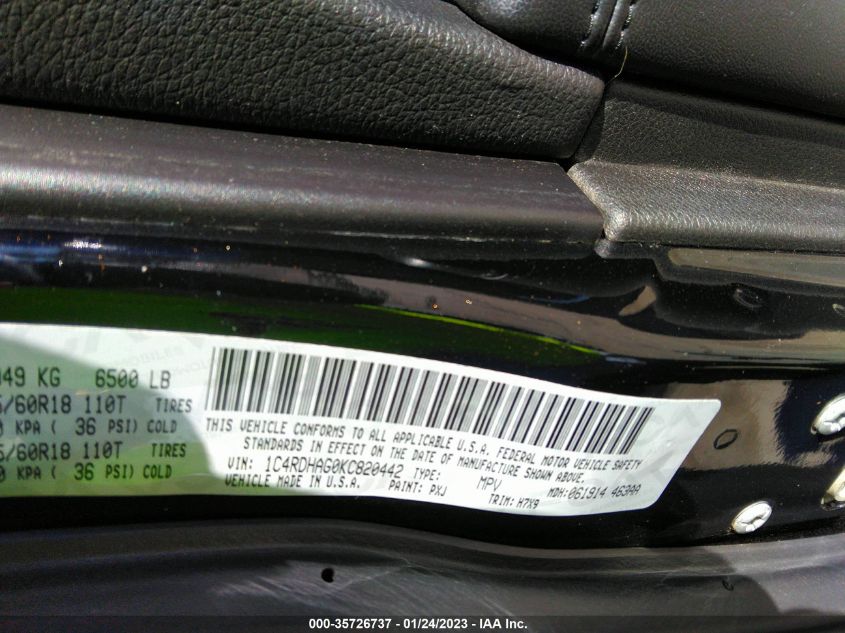 49 KG 6500 LB
/60R18 110T TIRES
KPA ( 36 PSI) COLD
/60R18 110T TIRES
KPA ( 36 PSI) COLD
THIS VEHICLE CONFORMS TO ALL APPLICABLE U.S.A. FEDERAL MOTOR VEHICLE SAFETY
STANDARDS IN EFFECT ON THE DATE OF MANUFACTURE SHOWN ABOVE.
VIN: 1C4RDHAG0KC820442 TYPE: MPV MDH:061914 463AA
VEHICLE MADE IN U.S.A. PAINT: PXJ TRIM: H7X9
000-35726737 — 01/24/2023 — IAA Inc.